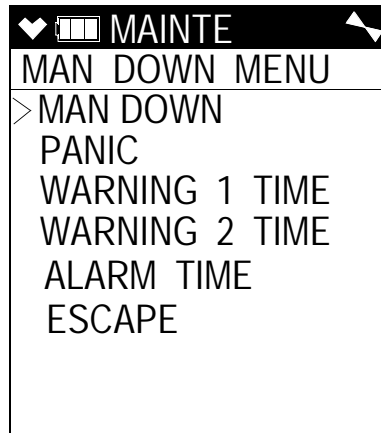 MAINTE
MAN DOWN MENU
>MAN DOWN
PANIC
WARNING 1 TIME
WARNING 2 TIME
ALARM TIME
ESCAPE